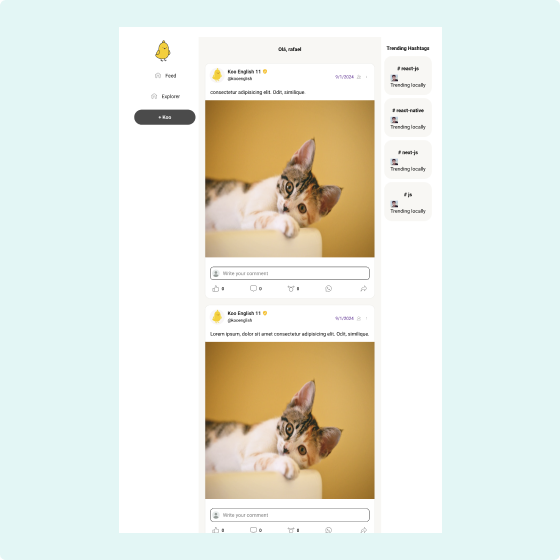 Feed
Explorer
+ Koo
Olá, rafael
Koo English 11
@kooenglish
9/1/2024
consectetur adipisicing elit. Odit, similique.
Write your comment
0
0
0
Koo English 11
@kooenglish
9/1/2024
Lorem ipsum, dolor sit amet consectetur adipisicing elit. Odit, similique.
Write your comment
0
0
0
Trending Hashtags
# react-js
Trending locally
# react-native
Trending locally
# next-js
Trending locally
# js
Trending locally